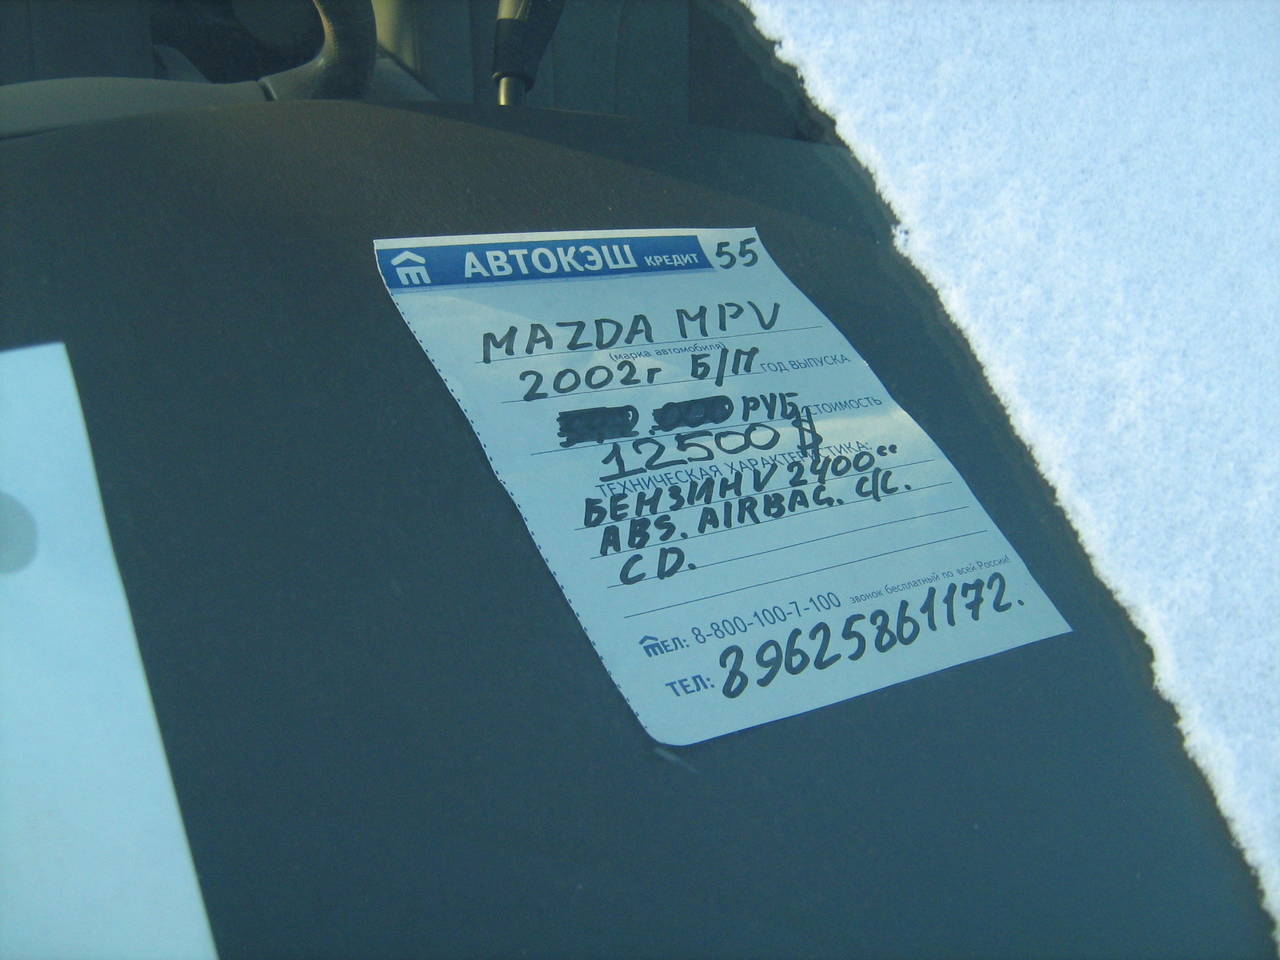 АВТОКЭШ КРЕДИТ 55
MAZDA MPV
(марка автомобиля)
2002г Б/П ГОД ВЫПУСКА
РУБ. СТОИМОСТЬ
12500 $
ТЕХНИЧЕСКАЯ ХАРАКТЕРИСТИКА:
БЕНЗИН V 2400сс
ABS. AIRBAG. C/C.
CD.
ТЕЛ: 8-800-100-7-100 звонок бесплатный по всей России!
ТЕЛ: 89625861172.